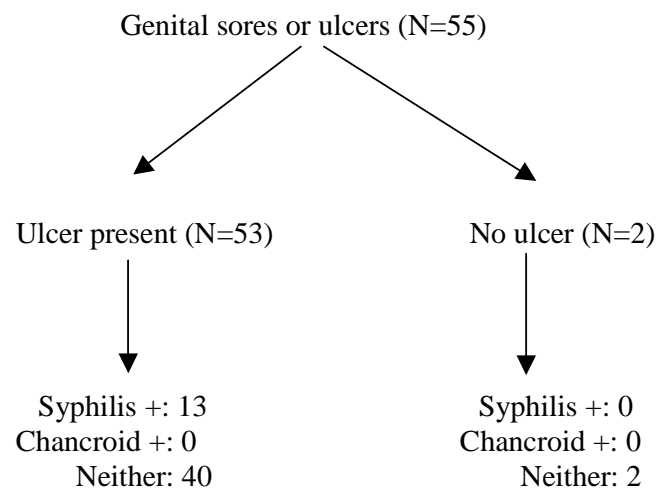 Genital sores or ulcers (N=55)
Ulcer present (N=53)
No ulcer (N=2)
Syphilis +: 13
Chancroid +: 0
Neither: 40
Syphilis +: 0
Chancroid +: 0
Neither: 2